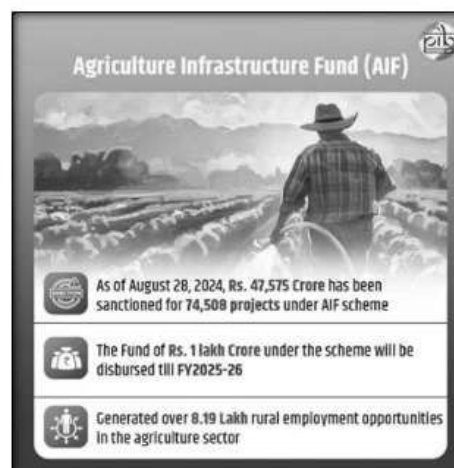 pib
Agriculture Infrastructure Fund (AIF)
As of August 28, 2024, Rs. 47,575 Crore has been
sanctioned for 74,508 projects under AIF scheme
The Fund of Rs. 1 lakh Crore under the scheme will be
disbursed till FY2025-26
Generated over 8.19 Lakh rural employment opportunities
in the agriculture sector